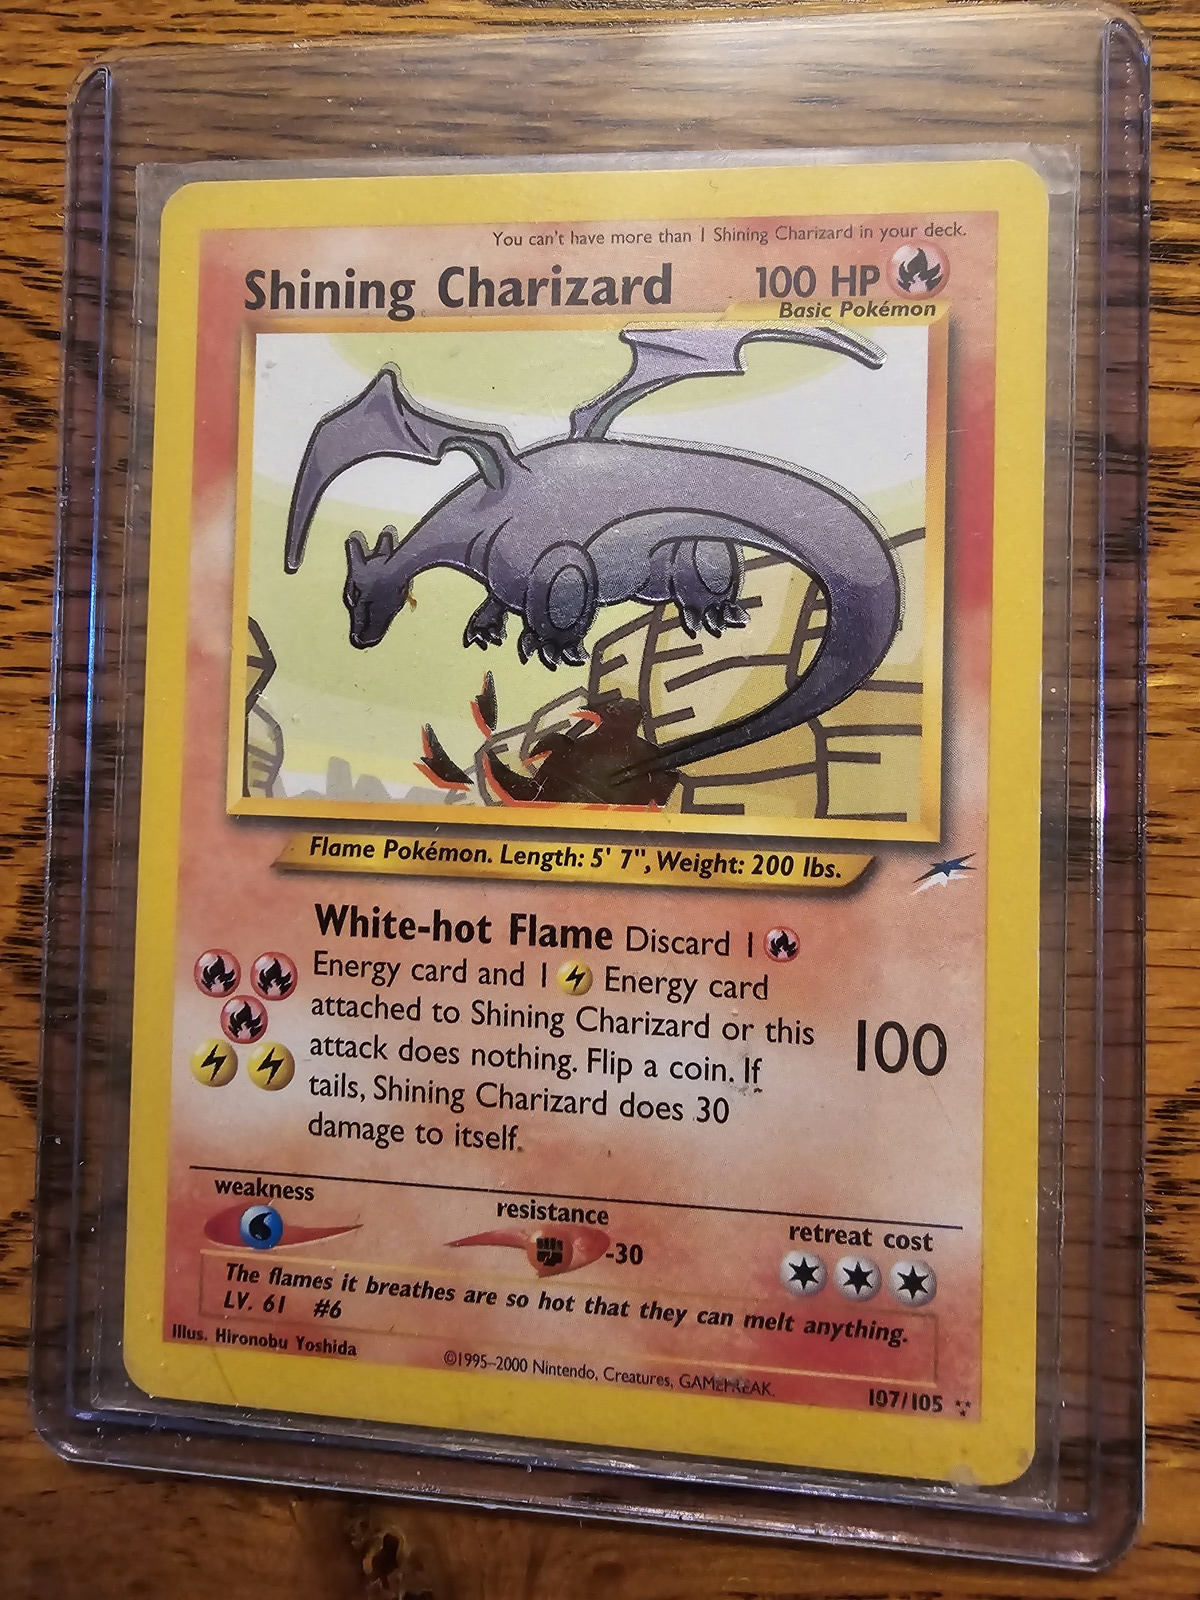 You can't have more than 1 Shining Charizard in your deck.
Shining Charizard 100 HP
Basic Pokémon
Flame Pokémon. Length: 5' 7", Weight: 200 lbs.
White-hot Flame Discard 1
Energy card and 1 Energy card
attached to Shining Charizard or this
attack does nothing. Flip a coin. If
tails, Shining Charizard does 30
damage to itself.
100
weakness
resistance
-30
retreat cost
The flames it breathes are so hot that they can melt anything.
LV. 61 #6
Illus. Hironobu Yoshida
©1995–2000 Nintendo, Creatures, GAMEFREAK.
107/105